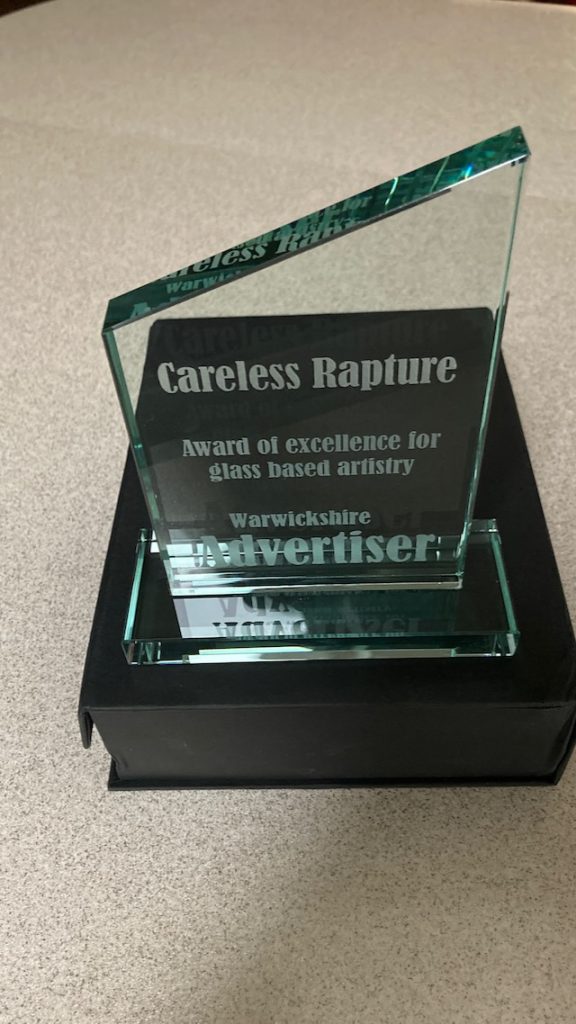 Careless Rapture
Award of excellence for
glass based artistry
Warwickshire
Advertiser